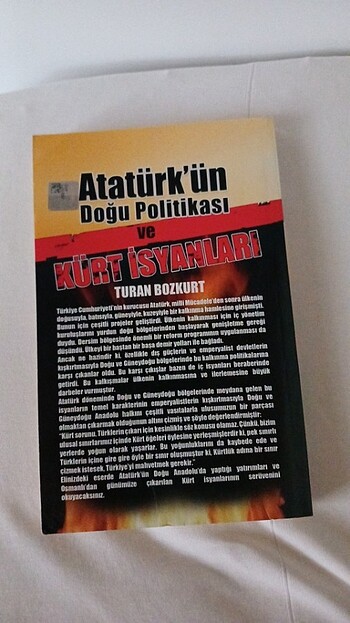 Atatürk'ün
Doğu Politikası
ve
KÜRT İSYANLARI
TURAN BOZKURT
Türkiye Cumhuriyeti'nin kurucusu Atatürk, milli Mücadele'den sonra ülkenin
doğusuyla, batısıyla, güneyiyle, kuzeyiyle bir kalkınma hamlesine girişmişti.
Bunun için çeşitli projeler geliştirdi. Ülkenin kalkınması için iç yönetim
kuruluşlarını yurdun doğu bölgelerinden başlayarak genişletme gereği
duydu. Dersim bölgesinde önemli bir reform programının uygulanması da
düşündü. Ülkeyi bir baştan bir başa demir yolları ile bağladı.
Ancak ne hazindir ki özellikle dış güçlerin ve emperyalist devletlerin
kışkırtmasıyla Doğu ve Güneydoğu bölgelerinde bu kalkınma politikalarına
karşı çıkanlar oldu. Bu karşı çıkışlar bazen de iç isyanları beraberinde
getirdi. Bu kalkışmalar ülkenin kalkınmasına ve ilerlemesine büyük
darbeler vurmuştur.
Atatürk döneminde Doğu ve Güneydoğu bölgelerinde meydana gelen bu
isyanların temel karakterinin emperyalistlerin kışkırtmasıyla Doğu ve
Güneydoğu Anadolu halkını çeşitli vasıtalarla ulusumuzun bir parçası
olmaktan çıkarmak olduğunun altını çizmiş ve şöyle değerlendirmiştir:
"Kürt sorunu, Türklerin çıkarı için kesinlikle söz konusu olamaz. Çünkü, bizim
ulusal sınırlarımız içinde Kürt öğeleri öylesine yerleşmişlerdir ki, pek sınırlı
yerlerde yoğun olarak yaşarlar. Bu yoğunluklarını da kaybede ede ve
Türklerin içine gire gire öyle bir sınır oluşmuştur ki, Kürtlük adına bir sınır
çizmek istesek, Türkiye'yi mahvetmek gerekir."
Elinizdeki eserde Atatürk'ün Doğu Anadolu'da yaptığı yatırımları ve
Osmanlı'dan günümüze çıkarılan Kürt isyanlarının serüvenini
okuyacaksınız.